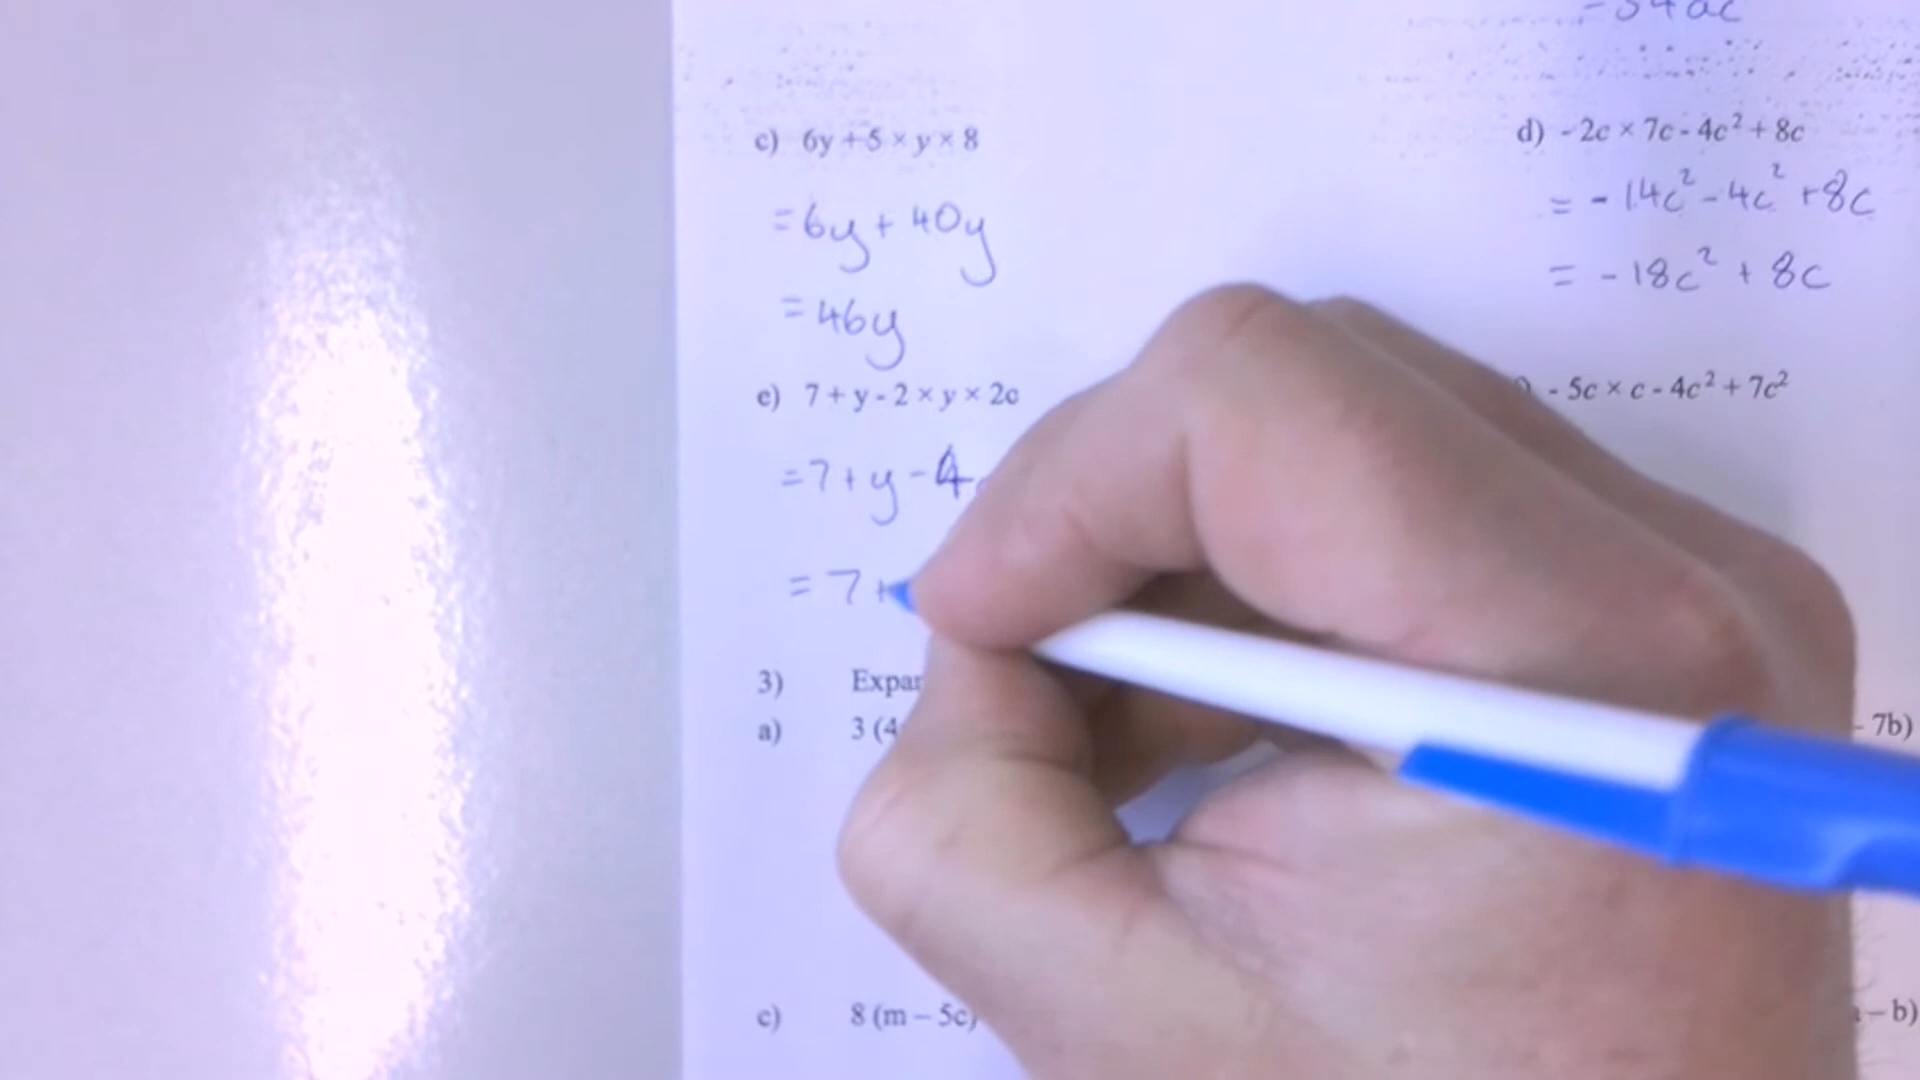 -54ac
c) 6y + 5 × y × 8
= 6y + 40y
= 46y
d) - 2c × 7c - 4c² + 8c
= - 14c² - 4c² + 8c
= - 18c² + 8c
e) 7 + y - 2 × y × 2c
= 7 + y - 4
= 7 +
- 5c × c - 4c² + 7c²
3)
a) 3 (4
- 7b)
c) 8 (m – 5c)
– b)